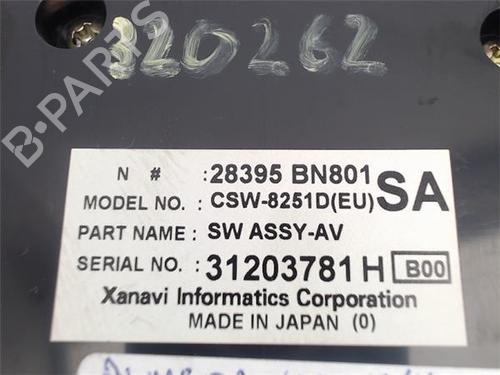 320262
B-PARTS
N # : 28395 BN801 SA
MODEL NO. : CSW-8251D(EU)
PART NAME : SW ASSY-AV
SERIAL NO. : 31203781H B00
Xanavi Informatics Corporation
MADE IN JAPAN (0)